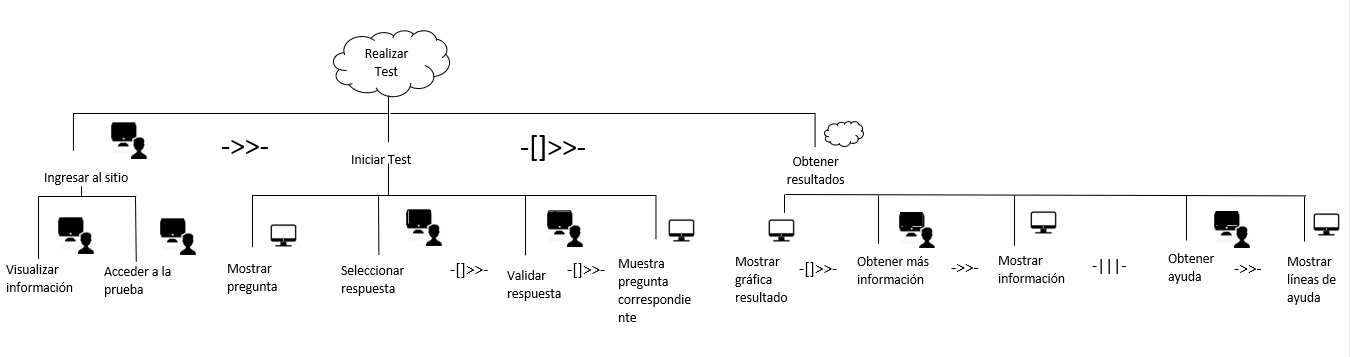 Realizar
Test
->>-
-[]>>-
Iniciar Test
Obtener
resultados
Ingresar al sitio
Visualizar
información
Acceder a la
prueba
Mostrar
pregunta
Seleccionar
respuesta
-[]>>-
Validar
respuesta
-[]>>-
Muestra
pregunta
correspondie
nte
Mostrar
gráfica
resultado
-[]>>-
Obtener más
información
->>-
Mostrar
información
-|||-
Obtener
ayuda
->>-
Mostrar
líneas de
ayuda